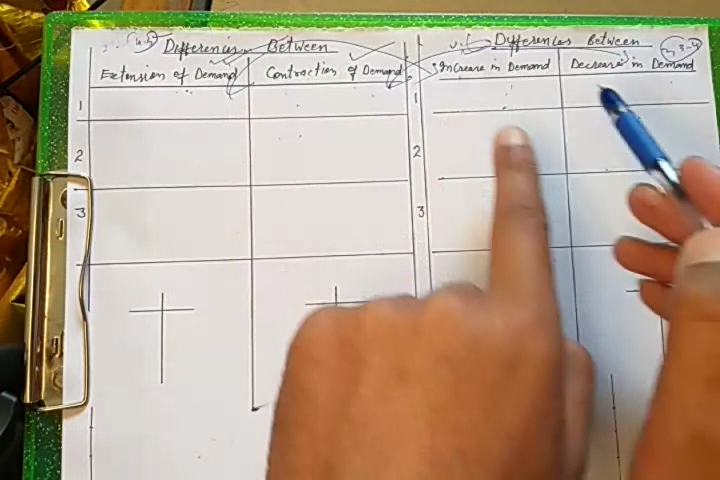 Differences Between
Extension of Demand
Contraction of Demand
1
2
3
Differences Between
Increase in Demand
Decrease in Demand
1
2
3